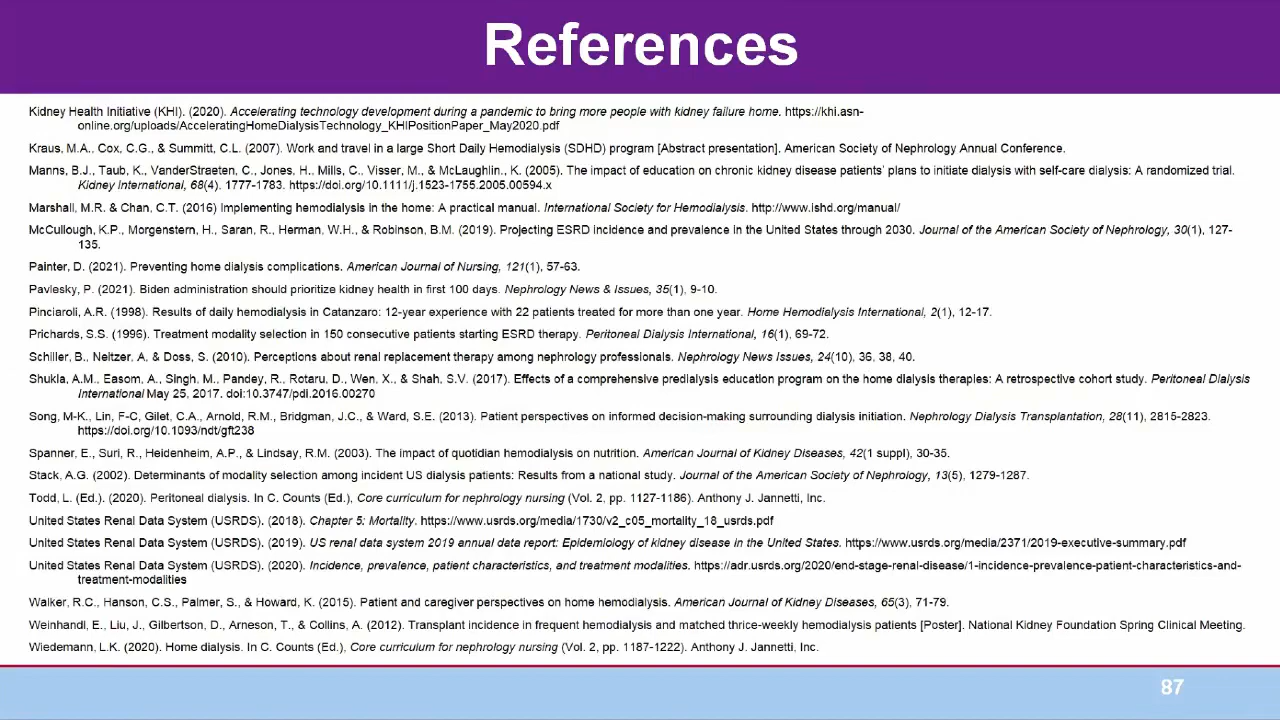 References
Kidney Health Initiative (KHI). (2020). Accelerating technology development during a pandemic to bring more people with kidney failure home. https://khi.asn-
online.org/uploads/AcceleratingHomeDialysisTechnology_KHIPositionPaper_May2020.pdf
Kraus, M.A., Cox, C.G., & Summitt, C.L. (2007). Work and travel in a large Short Daily Hemodialysis (SDHD) program [Abstract presentation]. American Society of Nephrology Annual Conference.
Manns, B.J., Taub, K., VanderStraeten, C., Jones, H., Mills, C., Visser, M., & McLaughlin., K. (2005). The impact of education on chronic kidney disease patients' plans to initiate dialysis with self-care dialysis: A randomized trial.
Kidney International, 68(4). 1777-1783. https://doi.org/10.1111/j.1523-1755.2005.00594.x
Marshall, M.R. & Chan, C.T. (2016) Implementing hemodialysis in the home: A practical manual. International Society for Hemodialysis. http://www.ishd.org/manual/
McCullough, K.P., Morgenstern, H., Saran, R., Herman, W.H., & Robinson, B.M. (2019). Projecting ESRD incidence and prevalence in the United States through 2030. Journal of the American Society of Nephrology, 30(1), 127-
135.
Painter, D. (2021). Preventing home dialysis complications. American Journal of Nursing, 121(1), 57-63.
Pavlesky, P. (2021). Biden administration should prioritize kidney health in first 100 days. Nephrology News & Issues, 35(1), 9-10.
Pinciaroli, A.R. (1998). Results of daily hemodialysis in Catanzaro: 12-year experience with 22 patients treated for more than one year. Home Hemodialysis International, 2(1), 12-17.
Prichards, S.S. (1996). Treatment modality selection in 150 consecutive patients starting ESRD therapy. Peritoneal Dialysis International, 16(1), 69-72.
Schiller, B., Neitzer, A, & Doss, S. (2010). Perceptions about renal replacement therapy among nephrology professionals. Nephrology News Issues, 24(10), 36, 38, 40.
Shukla, A.M., Easom, A., Singh, M., Pandey, R., Rotaru, D., Wen, X., & Shah, S.V. (2017). Effects of a comprehensive predialysis education program on the home dialysis therapies: A retrospective cohort study. Peritoneal Dialysis
International May 25, 2017. doi:10.3747/pdi.2016.00270
Song, M-K., Lin, F-C, Gilet, C.A., Arnold, R.M., Bridgman, J.C., & Ward, S.E. (2013). Patient perspectives on informed decision-making surrounding dialysis initiation. Nephrology Dialysis Transplantation, 28(11), 2815-2823.
https://doi.org/10.1093/ndt/gft238
Spanner, E., Suri, R., Heidenheim, A.P., & Lindsay, R.M. (2003). The impact of quotidian hemodialysis on nutrition. American Journal of Kidney Diseases, 42(1 suppl), 30-35.
Stack, A.G. (2002). Determinants of modality selection among incident US dialysis patients: Results from a national study. Journal of the American Society of Nephrology, 13(5), 1279-1287.
Todd, L. (Ed.). (2020). Peritoneal dialysis. In C. Counts (Ed.), Core curriculum for nephrology nursing (Vol. 2, pp. 1127-1186). Anthony J. Jannetti, Inc.
United States Renal Data System (USRDS). (2018). Chapter 5: Mortality. https://www.usrds.org/media/1730/v2_c05_mortality_18_usrds.pdf
United States Renal Data System (USRDS). (2019). US renal data system 2019 annual data report: Epidemiology of kidney disease in the United States. https://www.usrds.org/media/2371/2019-executive-summary.pdf
United States Renal Data System (USRDS). (2020). Incidence, prevalence, patient characteristics, and treatment modalities. https://adr.usrds.org/2020/end-stage-renal-disease/1-incidence-prevalence-patient-characteristics-and-
treatment-modalities
Walker, R.C., Hanson, C.S., Palmer, S., & Howard, K. (2015). Patient and caregiver perspectives on home hemodialysis. American Journal of Kidney Diseases, 65(3), 71-79.
Weinhandl, E., Liu, J., Gilbertson, D., Arneson, T., & Collins, A. (2012). Transplant incidence in frequent hemodialysis and matched thrice-weekly hemodialysis patients [Poster]. National Kidney Foundation Spring Clinical Meeting.
Wiedemann, L.K. (2020). Home dialysis. In C. Counts (Ed.), Core curriculum for nephrology nursing (Vol. 2, pp. 1187-1222). Anthony J. Jannetti, Inc.
87